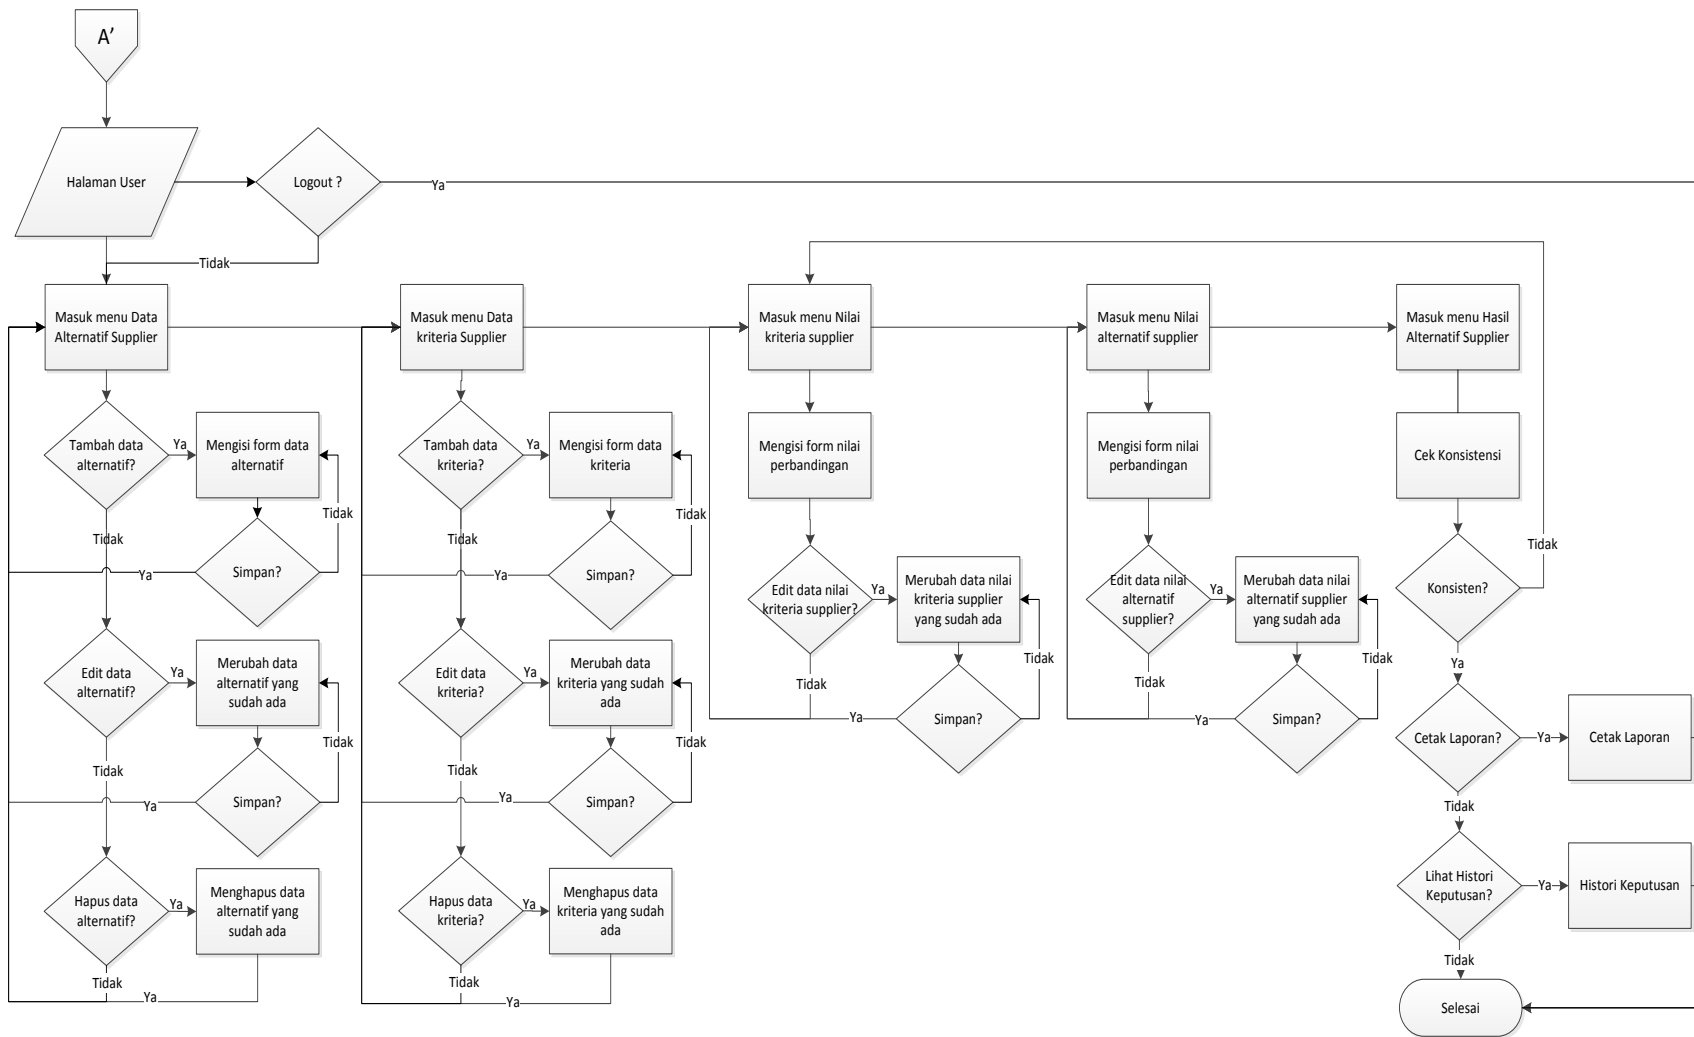 A’
Halaman User
Logout ?
Ya
Tidak
Masuk menu Data
Alternatif Supplier
Tambah data
alternatif?
Ya
Mengisi form data
alternatif
Tidak
Tidak
Simpan?
Ya
Edit data
alternatif?
Ya
Merubah data
alternatif yang
sudah ada
Tidak
Tidak
Simpan?
Ya
Hapus data
alternatif?
Ya
Menghapus data
alternatif yang
sudah ada
Tidak
Ya
Masuk menu Data
kriteria Supplier
Tambah data
kriteria?
Ya
Mengisi form data
kriteria
Tidak
Tidak
Simpan?
Ya
Edit data
kriteria?
Ya
Merubah data
kriteria yang sudah
ada
Tidak
Tidak
Simpan?
Ya
Hapus data
kriteria?
Ya
Menghapus data
kriteria yang sudah
ada
Tidak
Ya
Masuk menu Nilai
kriteria supplier
Mengisi form nilai
perbandingan
Edit data nilai
kriteria supplier?
Ya
Merubah data nilai
kriteria supplier
yang sudah ada
Tidak
Tidak
Simpan?
Ya
Masuk menu Nilai
alternatif supplier
Mengisi form nilai
perbandingan
Edit data nilai
alternatif
supplier?
Ya
Merubah data nilai
alternatif supplier
yang sudah ada
Tidak
Tidak
Simpan?
Ya
Masuk menu Hasil
Alternatif Supplier
Cek Konsistensi
Konsisten?
Tidak
Ya
Cetak Laporan?
Ya
Cetak Laporan
Tidak
Lihat Histori
Keputusan?
Ya
Histori Keputusan
Tidak
Selesai